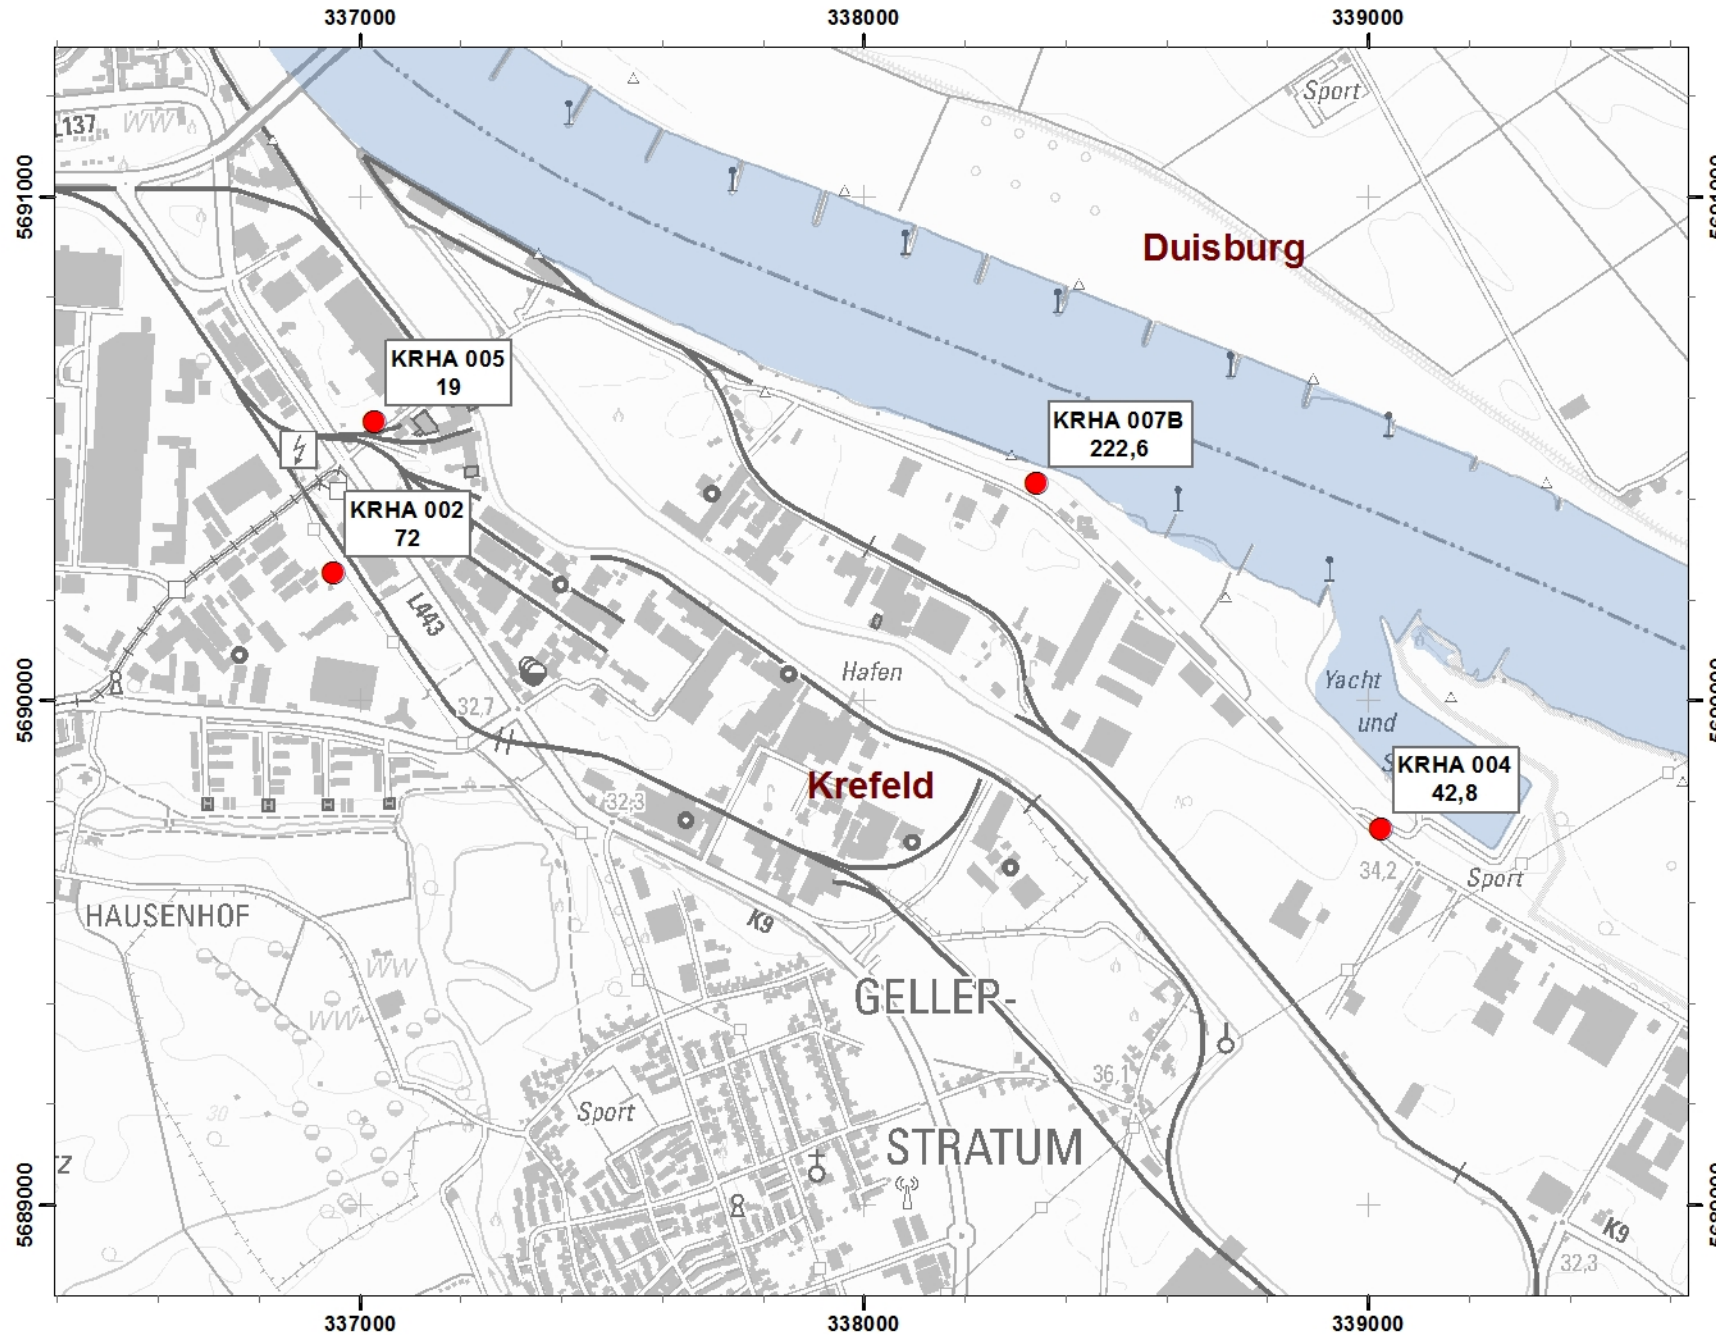 337000
338000
339000
Sport
L137
WW
5691000
Duisburg
KRHA 005
19
KRHA 007B
222,6
KRHA 002
72
L443
Hafen
Yacht
und
5690000
32,7
KRHA 004
42,8
Krefeld
32,3
34,2
Sport
HAUSENHOF
K9
WW
GELLEP-
WW
36,1
30
Sport
STRATUM
5689000
K9
32,3
337000
338000
339000